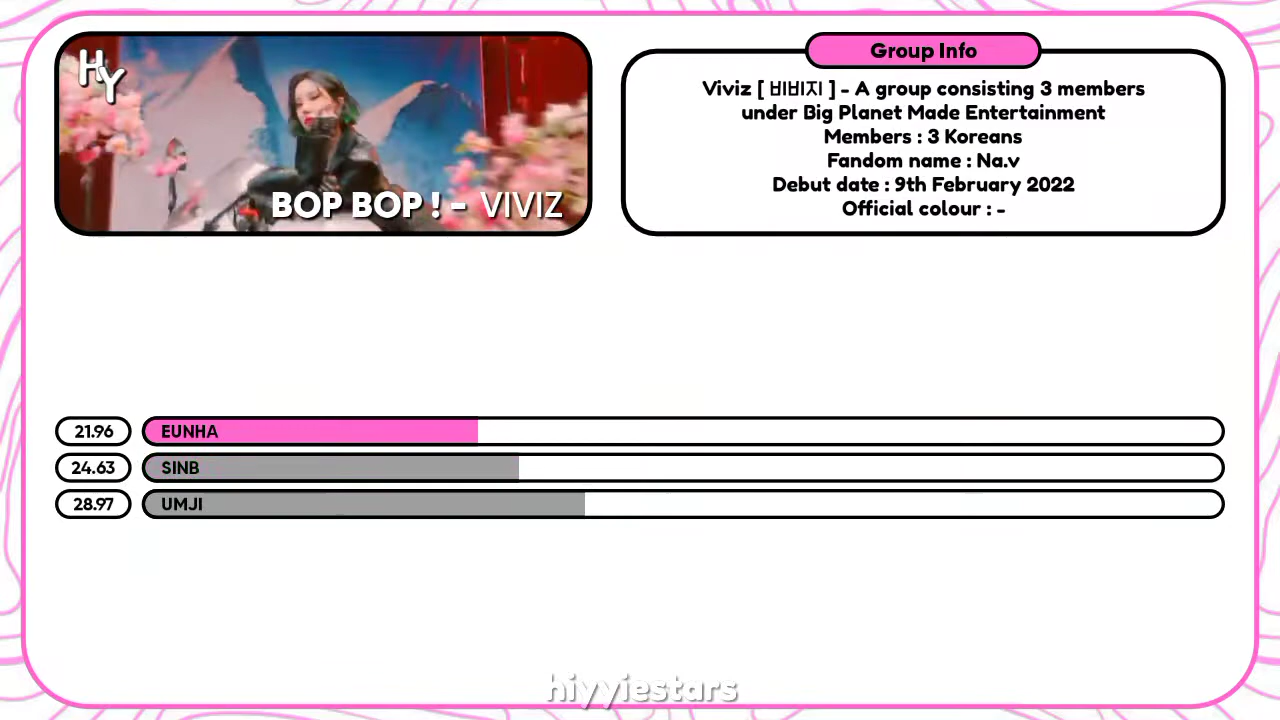 HY
BOP BOP ! - VIVIZ
Group Info
Viviz [ 비비지 ] - A group consisting 3 members
under Big Planet Made Entertainment
Members : 3 Koreans
Fandom name : Na.v
Debut date : 9th February 2022
Official colour : -
21.96 EUNHA
24.63 SINB
28.97 UMJI
hiyyiestars